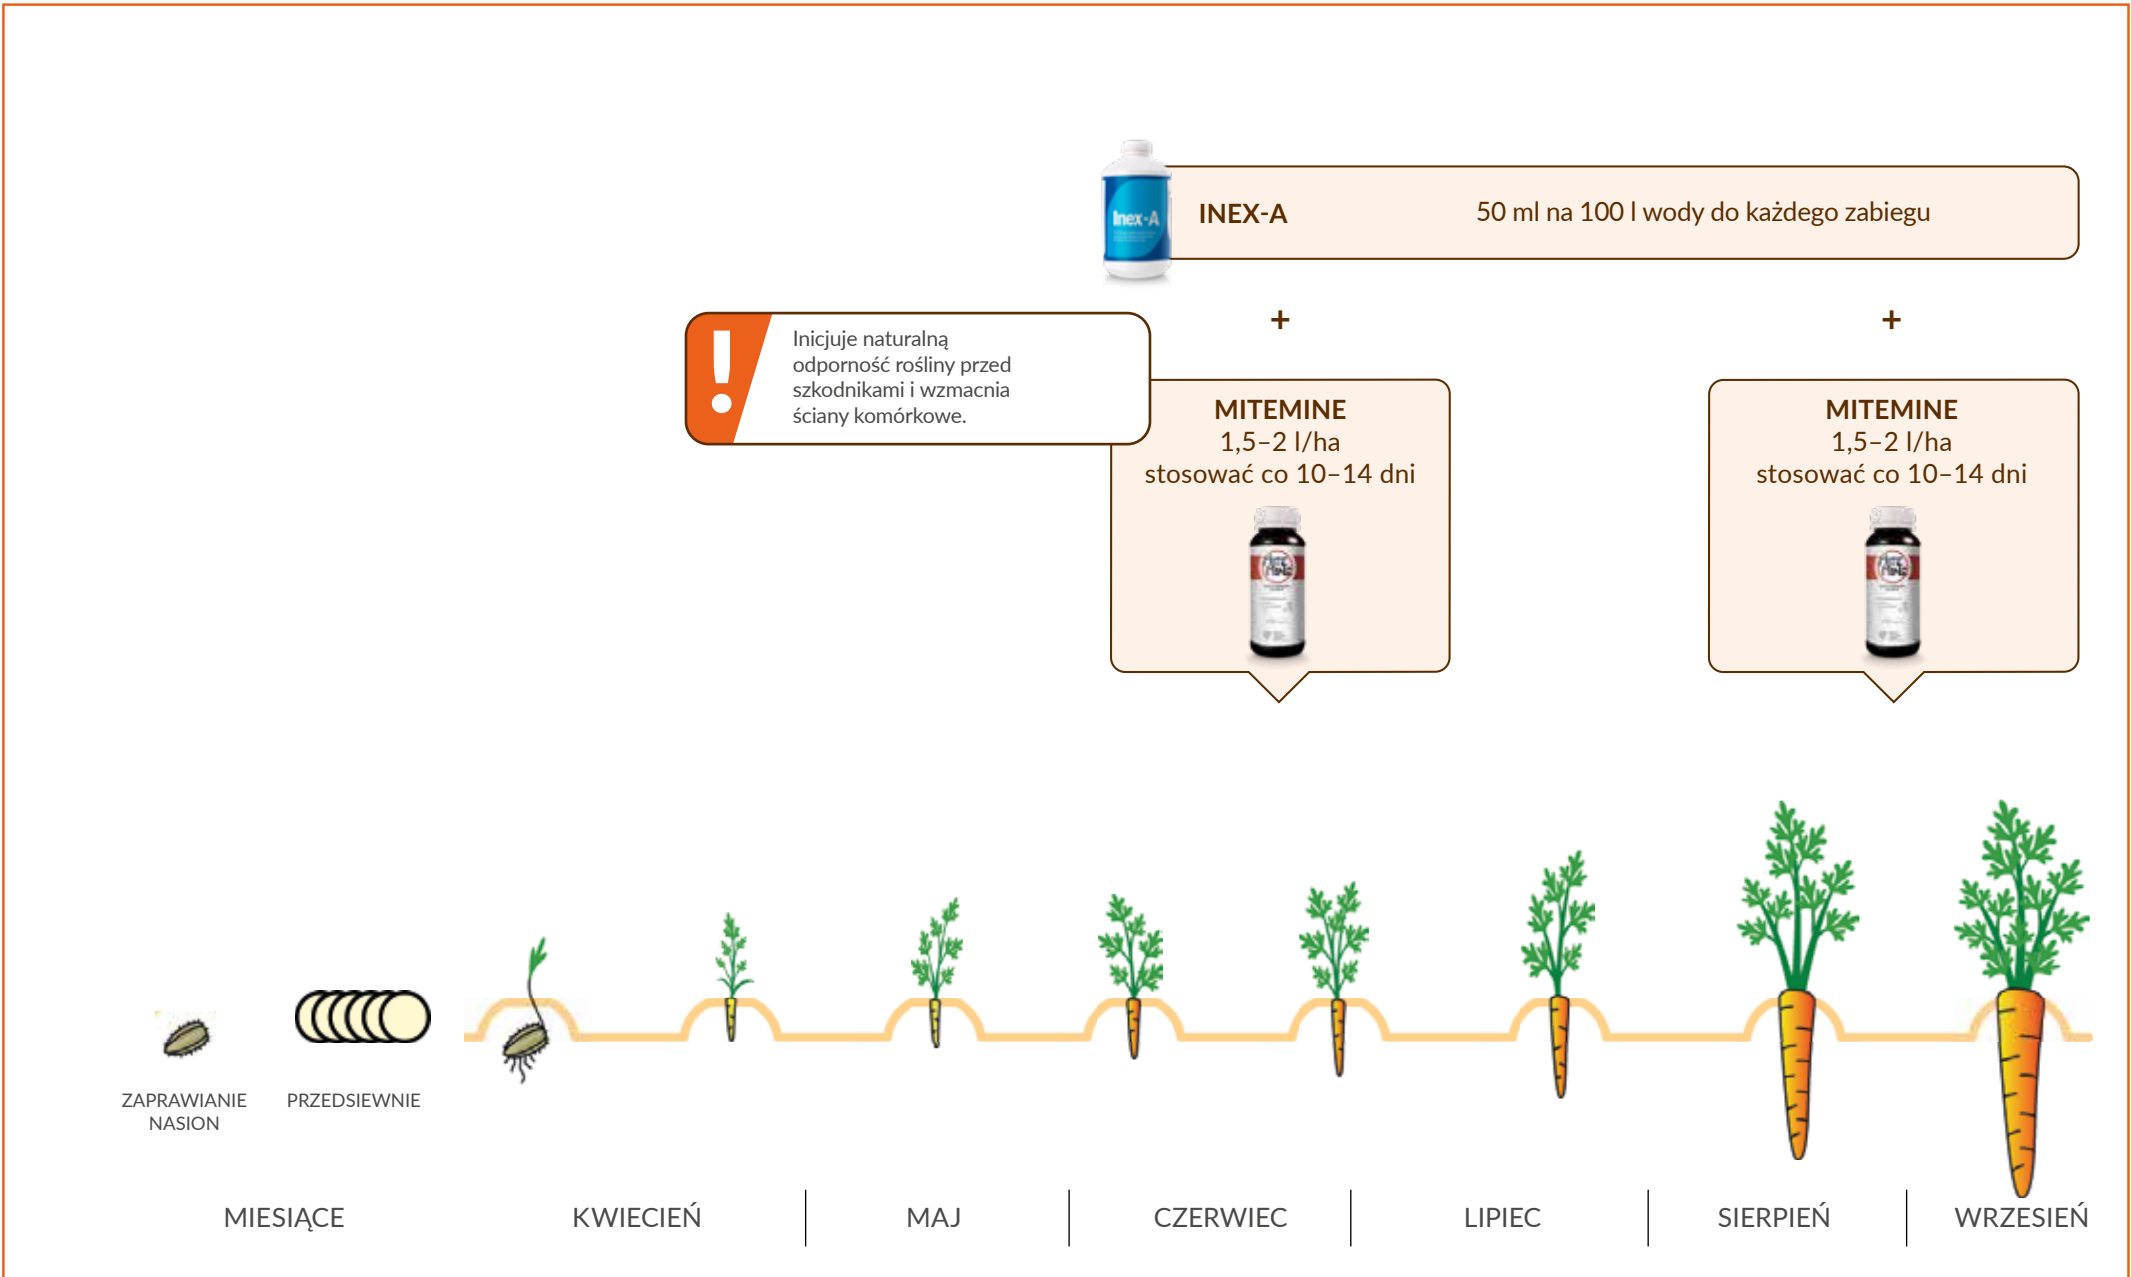 Inex-A
INEX-A
50 ml na 100 l wody do każdego zabiegu
+
+
!
Inicjuje naturalną
odporność rośliny przed
szkodnikami i wzmacnia
ściany komórkowe.
MITEMINE
1,5–2 l/ha
stosować co 10–14 dni
MITEMINE
1,5–2 l/ha
stosować co 10–14 dni
ZAPRAWIANIE
NASION
PRZEDSIEWNIE
MIESIĄCE
KWIECIEŃ
MAJ
CZERWIEC
LIPIEC
SIERPIEŃ
WRZESIEŃ